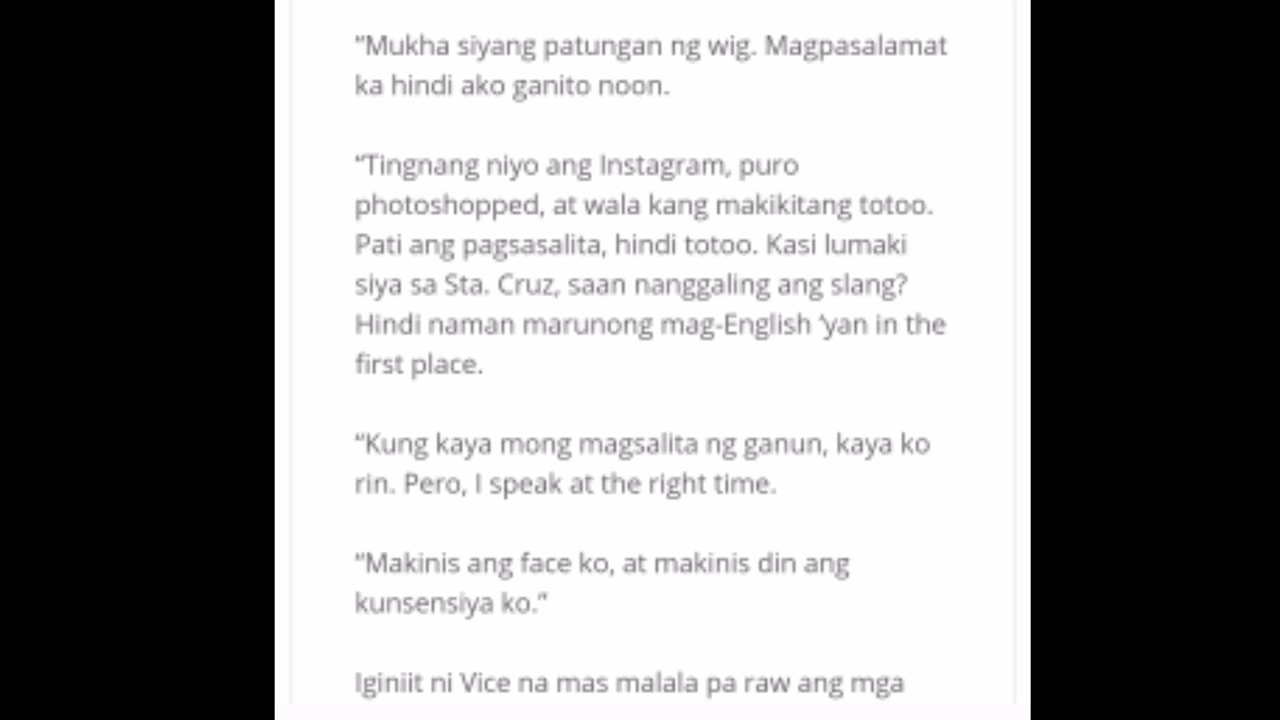 “Mukha siyang patungan ng wig. Magpasalamat
ka hindi ako ganito noon.
“Tingnang niyo ang Instagram, puro
photoshopped, at wala kang makikitang totoo.
Pati ang pagsasalita, hindi totoo. Kasi lumaki
siya sa Sta. Cruz, saan nanggaling ang slang?
Hindi naman marunong mag-English ‘yan in the
first place.
“Kung kaya mong magsalita ng ganun, kaya ko
rin. Pero, I speak at the right time.
“Makinis ang face ko, at makinis din ang
kunsensiya ko.”
Iginiit ni Vice na mas malala pa raw ang mga